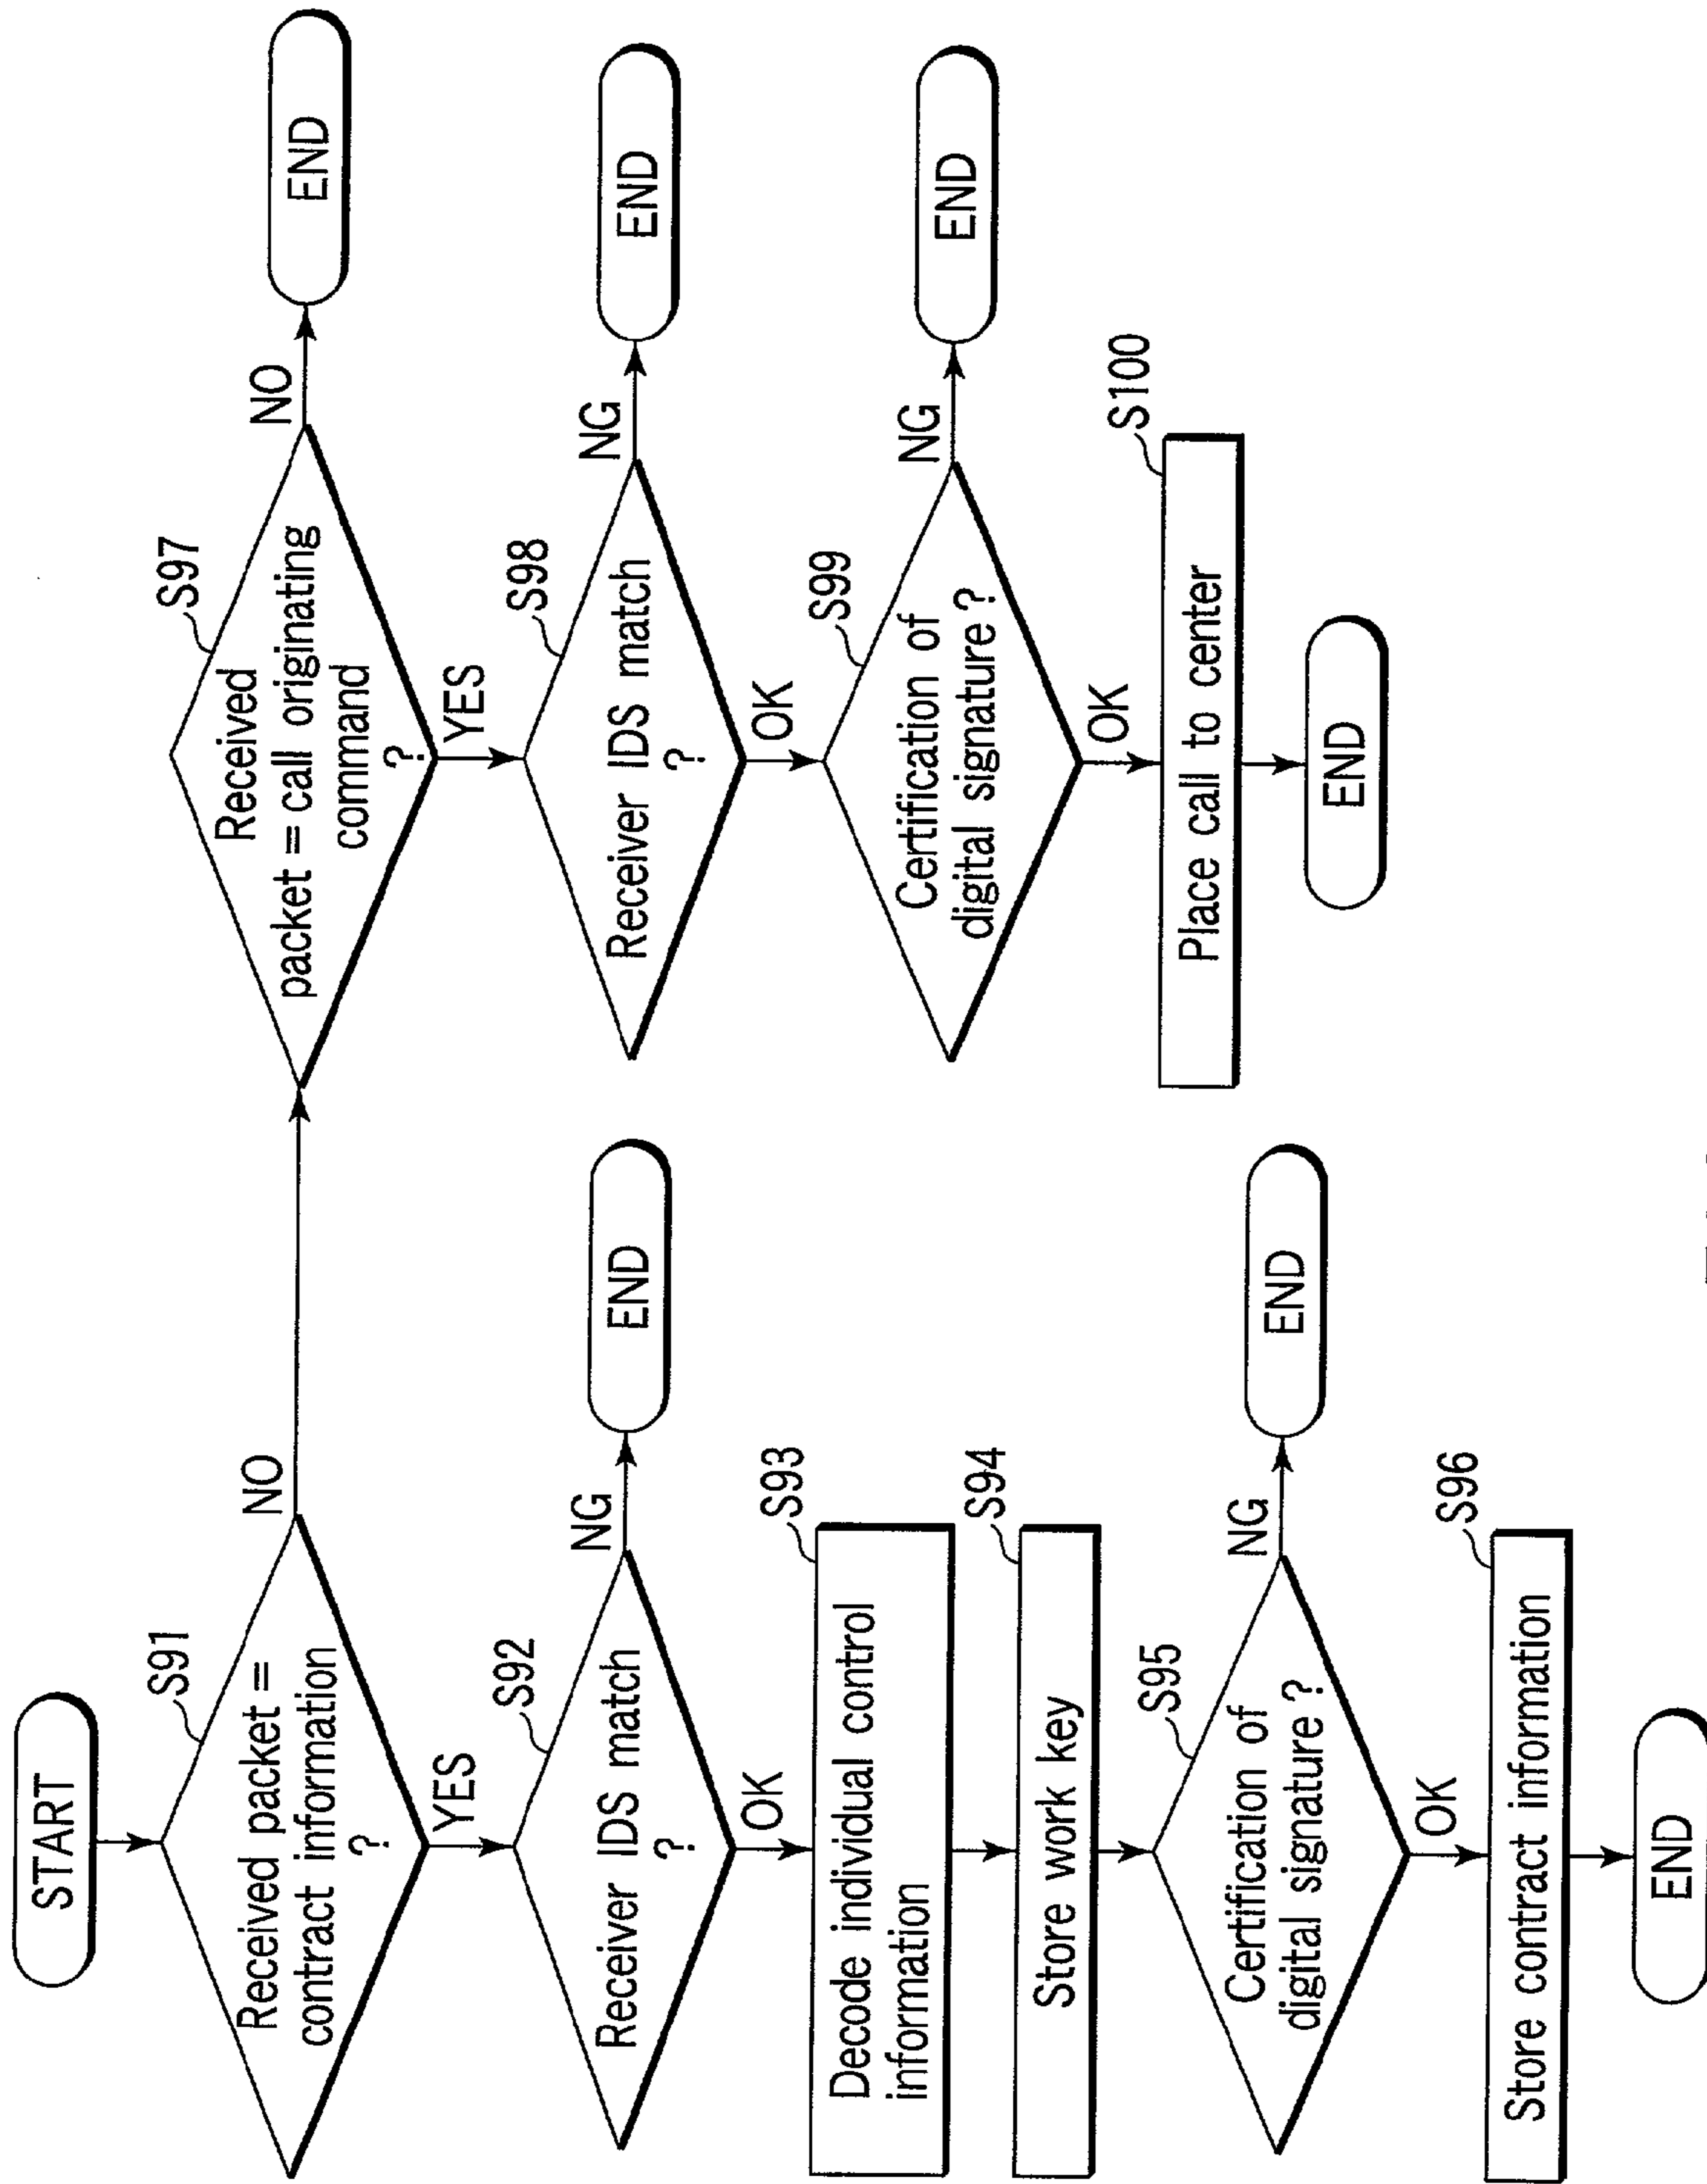 START
S91
Received packet =
contract information
?
NO
YES
S92
Receiver IDS match
?
NG
END
OK
S93
Decode individual control
information
S94
Store work key
S95
Certification of
digital signature ?
NG
END
OK
S96
Store contract information
END
S97
Received
packet = call originating
command
?
NO
END
YES
S98
Receiver IDS match
?
NG
END
OK
S99
Certification of
digital signature ?
NG
END
OK
S100
Place call to center
END